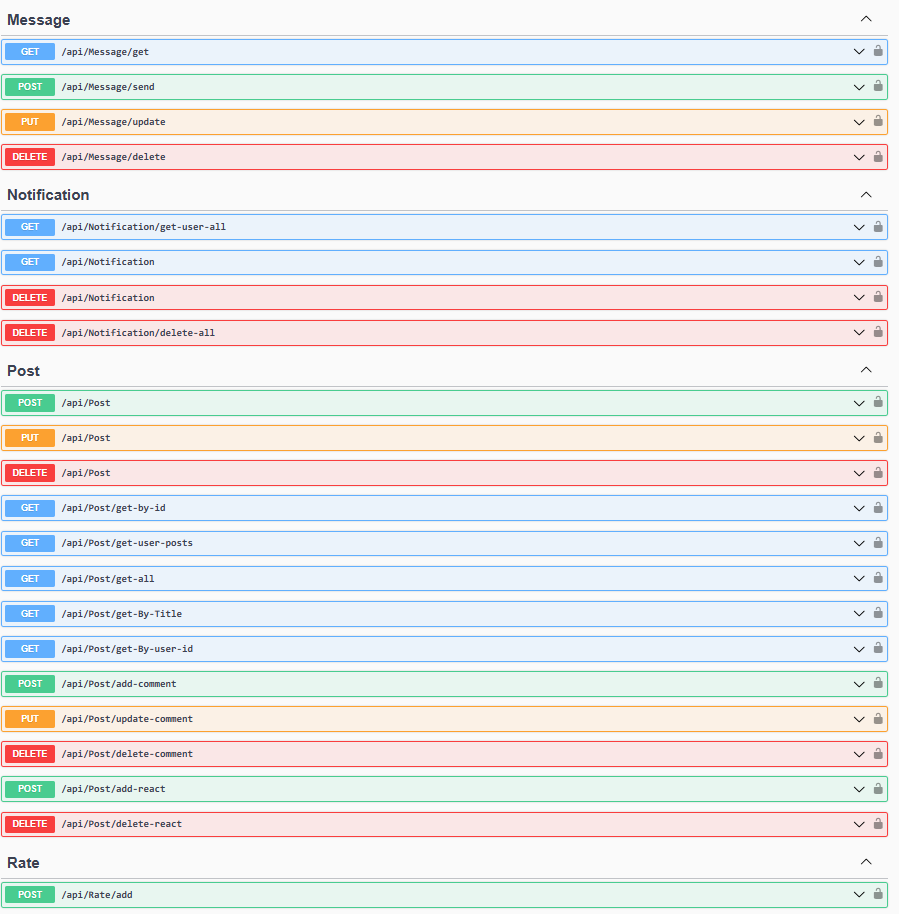 Message
GET /api/Message/get
POST /api/Message/send
PUT /api/Message/update
DELETE /api/Message/delete
Notification
GET /api/Notification/get-user-all
GET /api/Notification
DELETE /api/Notification
DELETE /api/Notification/delete-all
Post
POST /api/Post
PUT /api/Post
DELETE /api/Post
GET /api/Post/get-by-id
GET /api/Post/get-user-posts
GET /api/Post/get-all
GET /api/Post/get-By-Title
GET /api/Post/get-By-user-id
POST /api/Post/add-comment
PUT /api/Post/update-comment
DELETE /api/Post/delete-comment
POST /api/Post/add-react
DELETE /api/Post/delete-react
Rate
POST /api/Rate/add